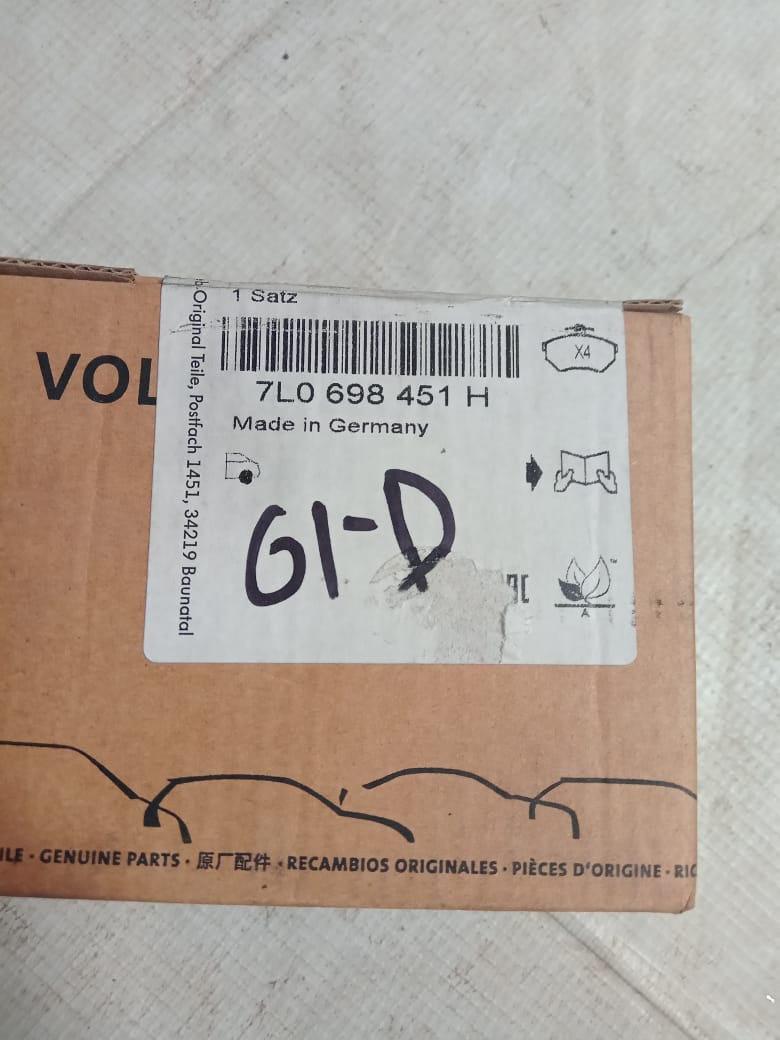 1 Satz
VOL
7L0 698 451 H
Made in Germany
X4
Original Teile, Postfach 1451, 34219 Baunatal
G1-D
™
A
· GENUINE PARTS · 原厂配件 · RECAMBIOS ORIGINALES · PIÈCES D'ORIGINE ·